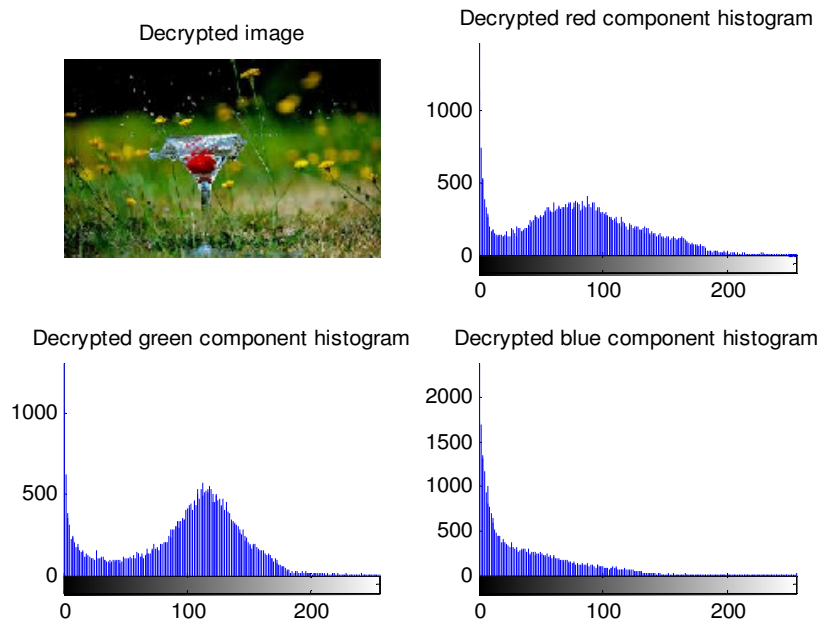 Decrypted image
Decrypted red component histogram
1000
500
0
0 100 200
Decrypted green component histogram
1000
500
0
0 100 200
Decrypted blue component histogram
2000
1500
1000
500
0
0 100 200